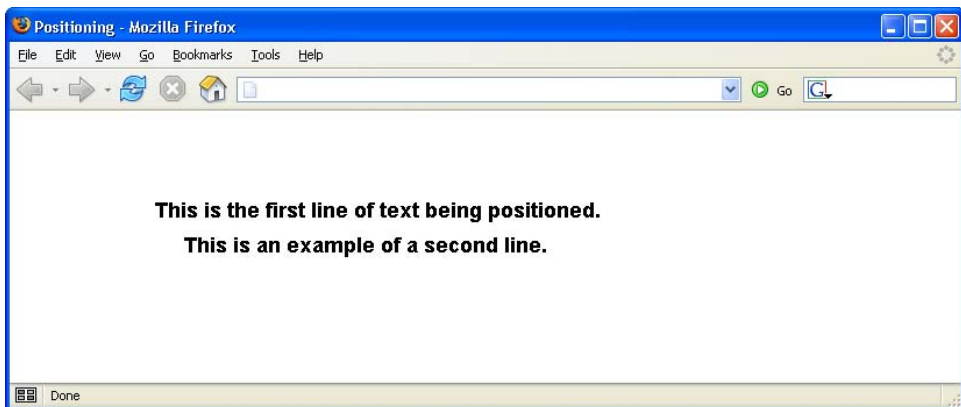 Positioning - Mozilla Firefox
File Edit View Go Bookmarks Tools Help
Go G
This is the first line of text being positioned.
This is an example of a second line.
Done